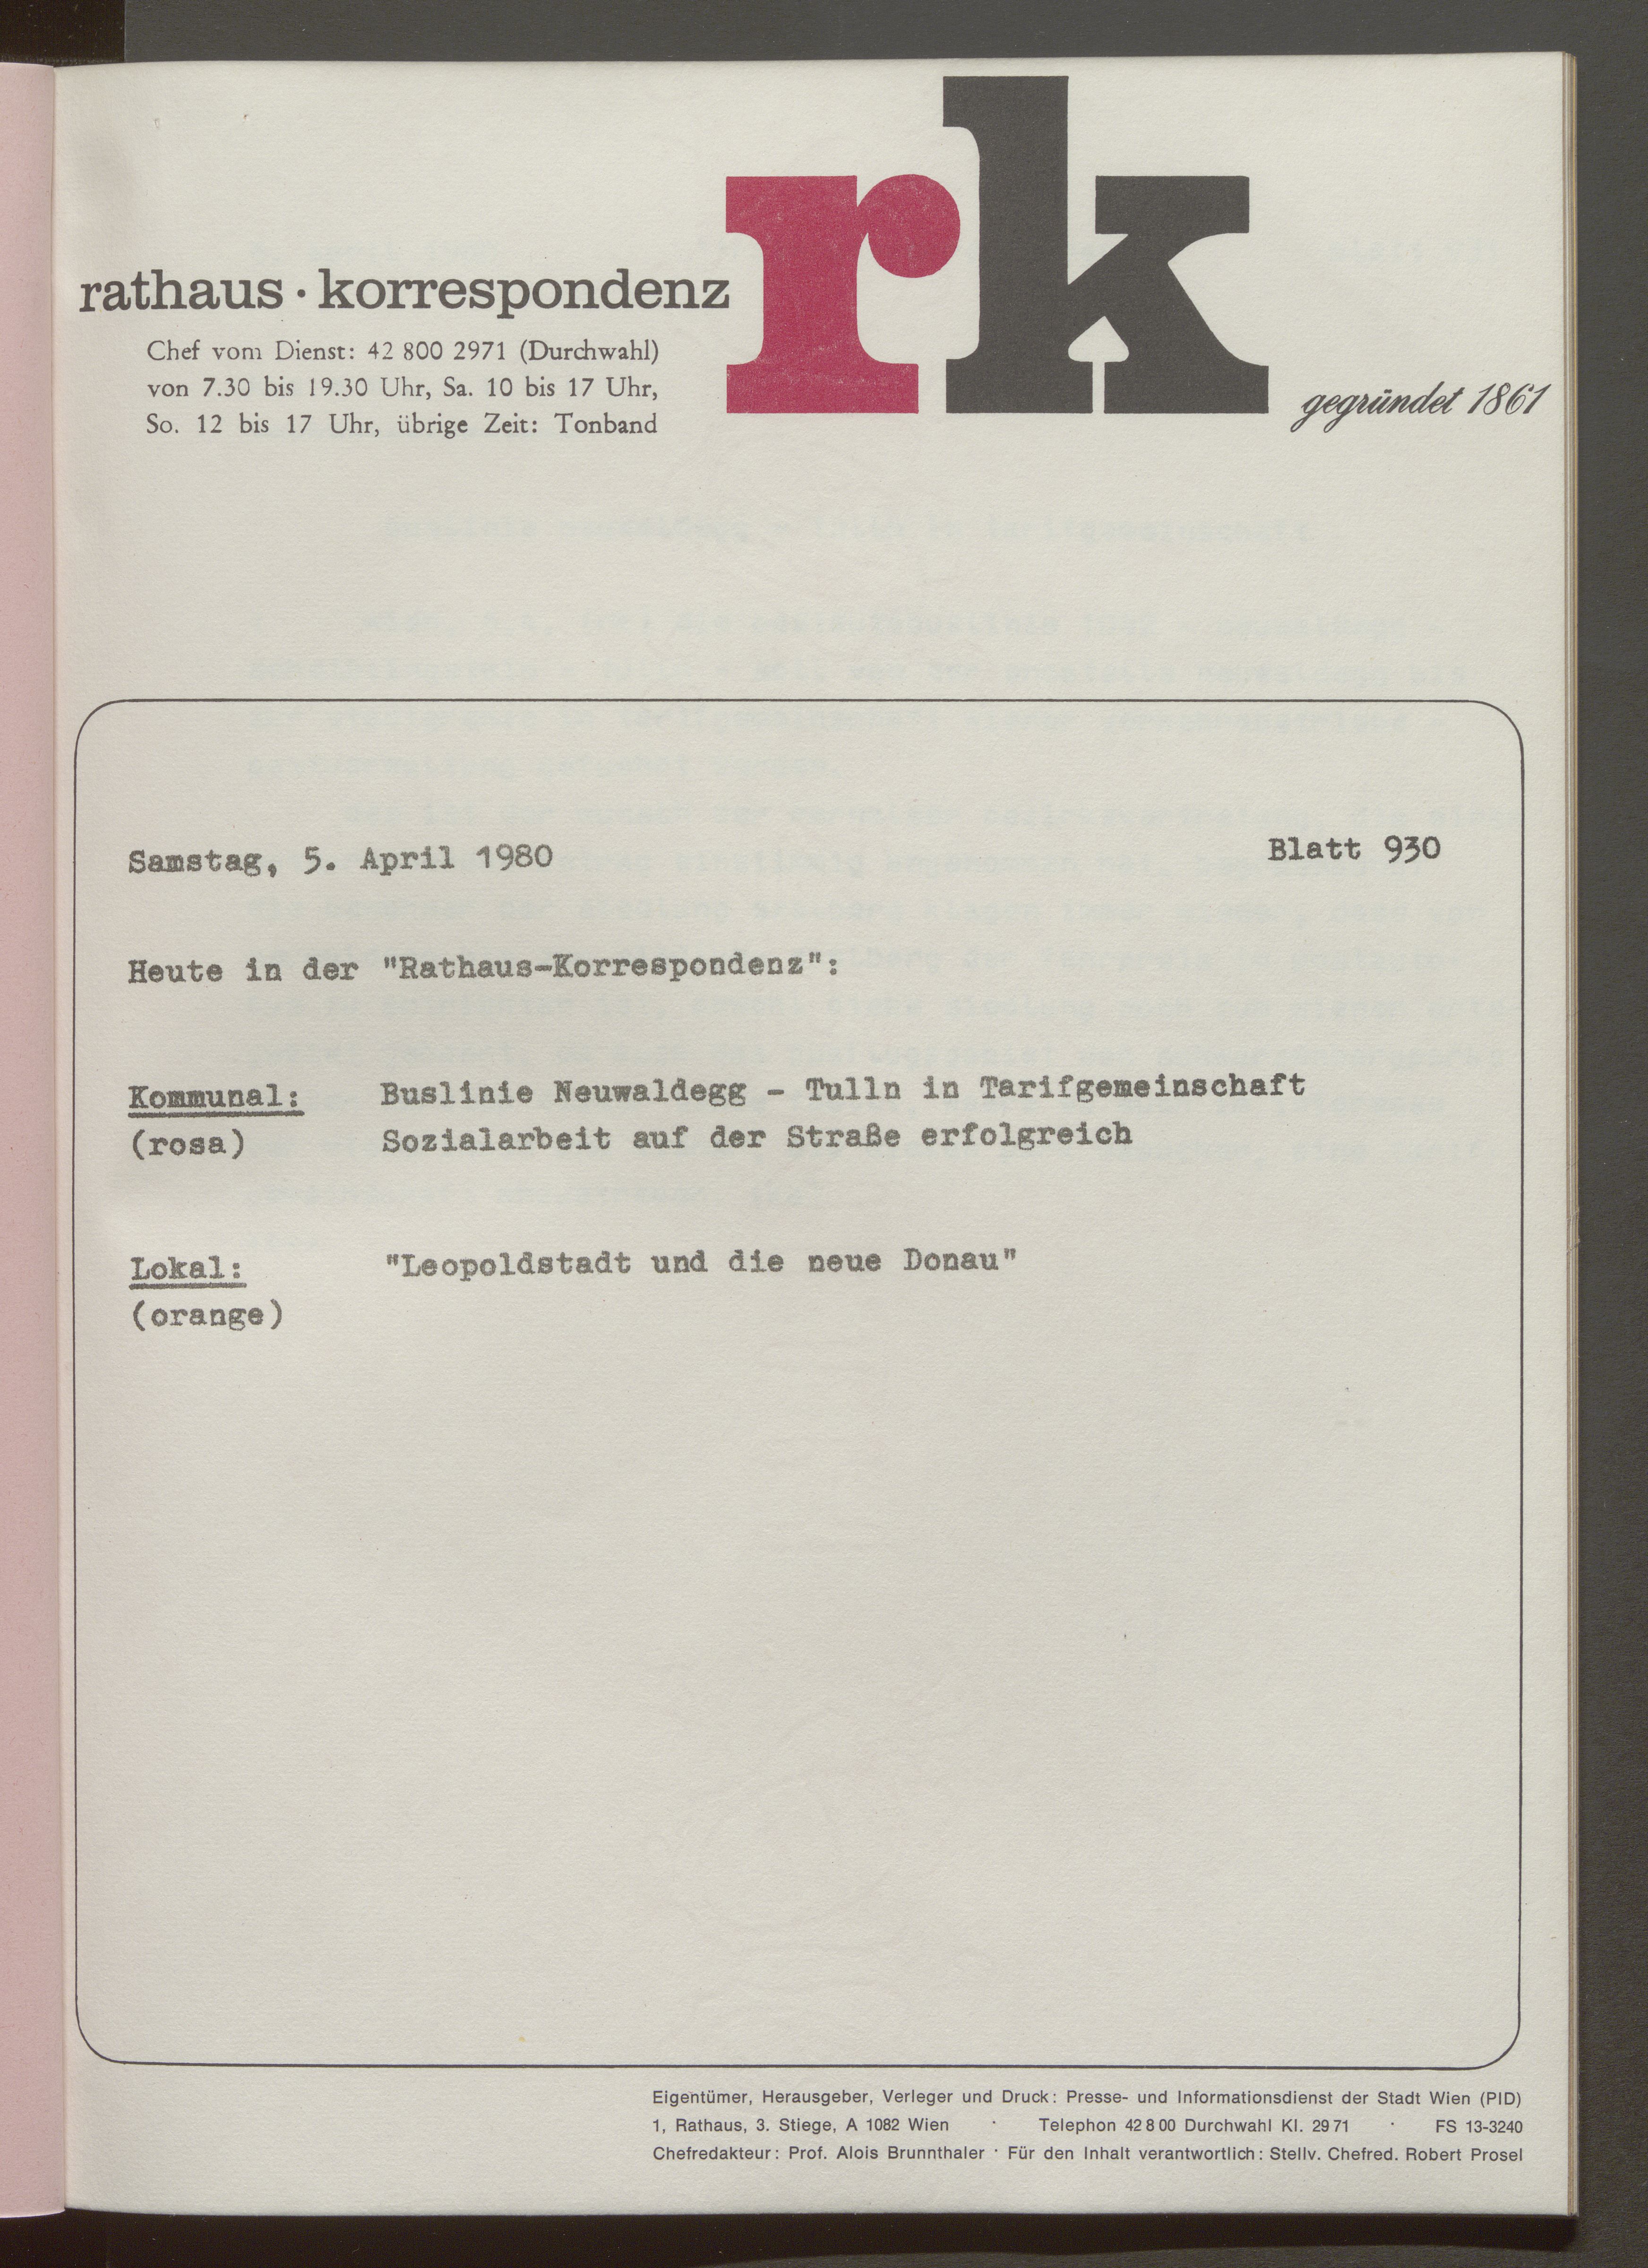 rk
rathaus · korrespondenz
Chef vom Dienst: 42 800 2971 (Durchwahl)
von 7.30 bis 19.30 Uhr, Sa. 10 bis 17 Uhr,
So. 12 bis 17 Uhr, übrige Zeit: Tonband
gegründet 1861
Samstag, 5. April 1980 Blatt 930
Heute in der "Rathaus-Korrespondenz":
Kommunal: Buslinie Neuwaldegg - Tulln in Tarifgemeinschaft
(rosa) Sozialarbeit auf der Straße erfolgreich
Lokal: "Leopoldstadt und die neue Donau"
(orange)
Eigentümer, Herausgeber, Verleger und Druck: Presse- und Informationsdienst der Stadt Wien (PID)
1, Rathaus, 3. Stiege, A 1082 Wien · Telephon 42 8 00 Durchwahl Kl. 29 71 · FS 13-3240
Chefredakteur: Prof. Alois Brunnthaler · Für den Inhalt verantwortlich: Stellv. Chefred. Robert Prosel